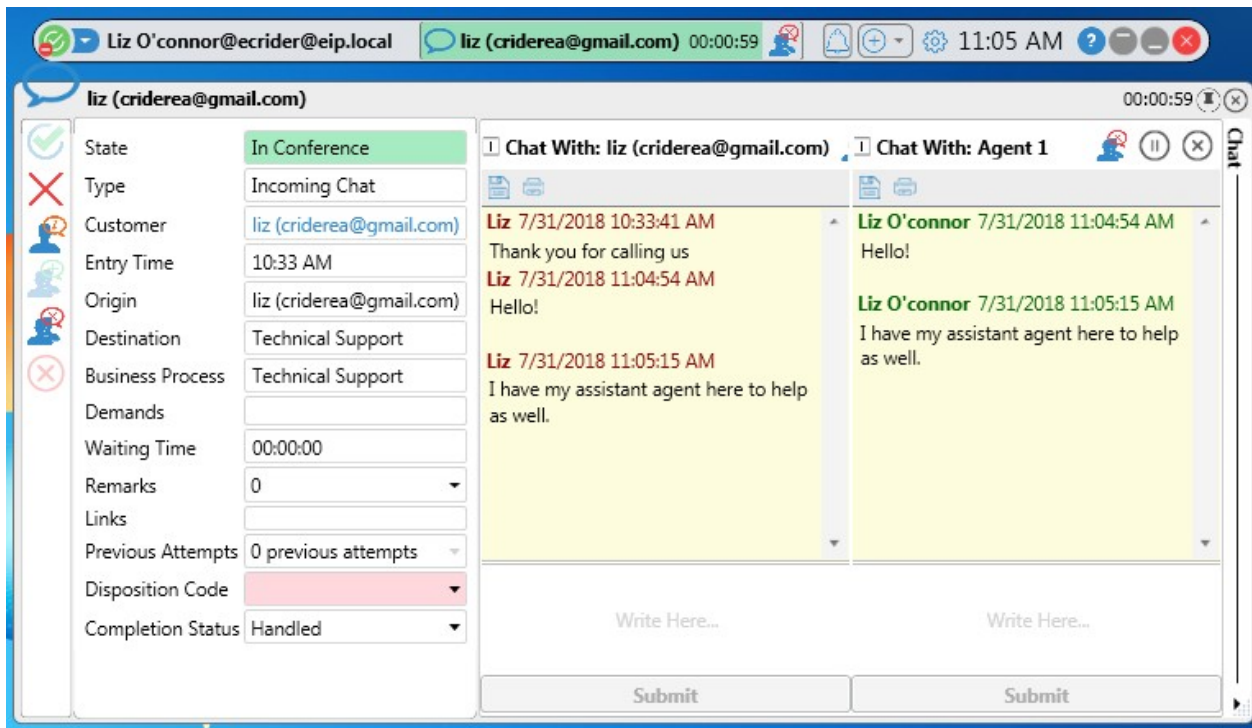 Liz O'connor@ecrider@eip.local liz (criderea@gmail.com) 00:00:59 11:05 AM ?
liz (criderea@gmail.com) 00:00:59
State In Conference
Type Incoming Chat
Customer liz (criderea@gmail.com)
Entry Time 10:33 AM
Origin liz (criderea@gmail.com)
Destination Technical Support
Business Process Technical Support
Demands
Waiting Time 00:00:00
Remarks 0
Links
Previous Attempts 0 previous attempts
Disposition Code
Completion Status Handled
Chat With: liz (criderea@gmail.com)
Liz 7/31/2018 10:33:41 AM
Thank you for calling us
Liz 7/31/2018 11:04:54 AM
Hello!
Liz 7/31/2018 11:05:15 AM
I have my assistant agent here to help
as well.
Write Here...
Submit
Chat With: Agent 1
Liz O'connor 7/31/2018 11:04:54 AM
Hello!
Liz O'connor 7/31/2018 11:05:15 AM
I have my assistant agent here to help
as well.
Write Here...
Submit
Chat